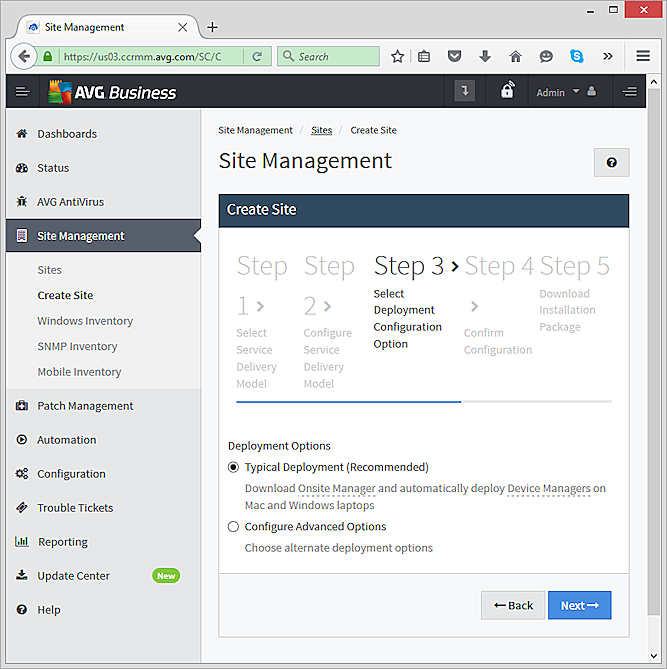 Site Management
https://us03.ccrmm.avg.com/SC/C
Search
AVG. Business
Admin
Dashboards
Status
AVG AntiVirus
Site Management
Sites
Create Site
Windows Inventory
SNMP Inventory
Mobile Inventory
Patch Management
Automation
Configuration
Trouble Tickets
Reporting
Update Center New
Help
Site Management / Sites / Create Site
Site Management
Create Site
Step
1
Select
Service
Delivery
Model
Step
2
Configure
Service
Delivery
Model
Step 3
Select
Deployment
Configuration
Option
Step 4
Confirm
Configuration
Step 5
Download
Installation
Package
Deployment Options
Typical Deployment (Recommended)
Download Onsite Manager and automatically deploy Device Managers on
Mac and Windows laptops
Configure Advanced Options
Choose alternate deployment options
Back
Next